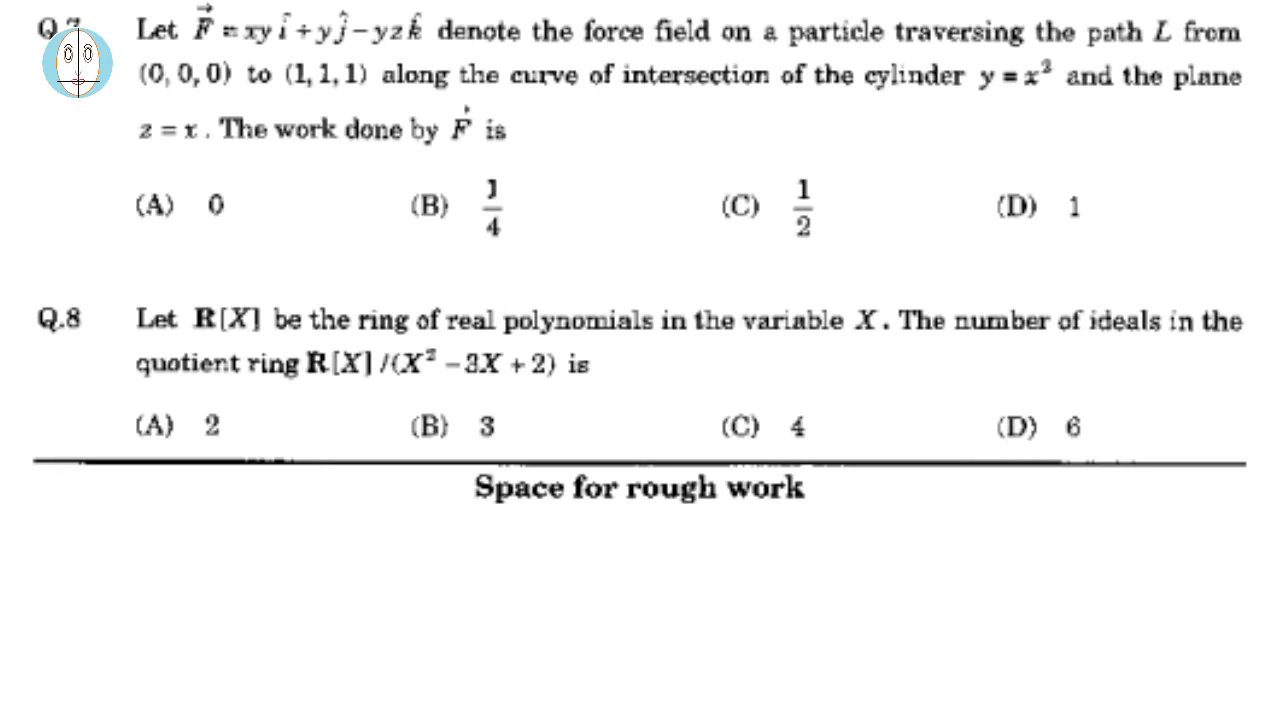 Q.7 Let F⃗ = xy î + y ĵ − yz k̂ denote the force field on a particle traversing the path L from
(0, 0, 0) to (1, 1, 1) along the curve of intersection of the cylinder y = x² and the plane
z = x. The work done by F⃗ is
(A) 0 (B) 1/4 (C) 1/2 (D) 1
Q.8 Let R[X] be the ring of real polynomials in the variable X. The number of ideals in the
quotient ring R[X]/(X² − 3X + 2) is
(A) 2 (B) 3 (C) 4 (D) 6
Space for rough work